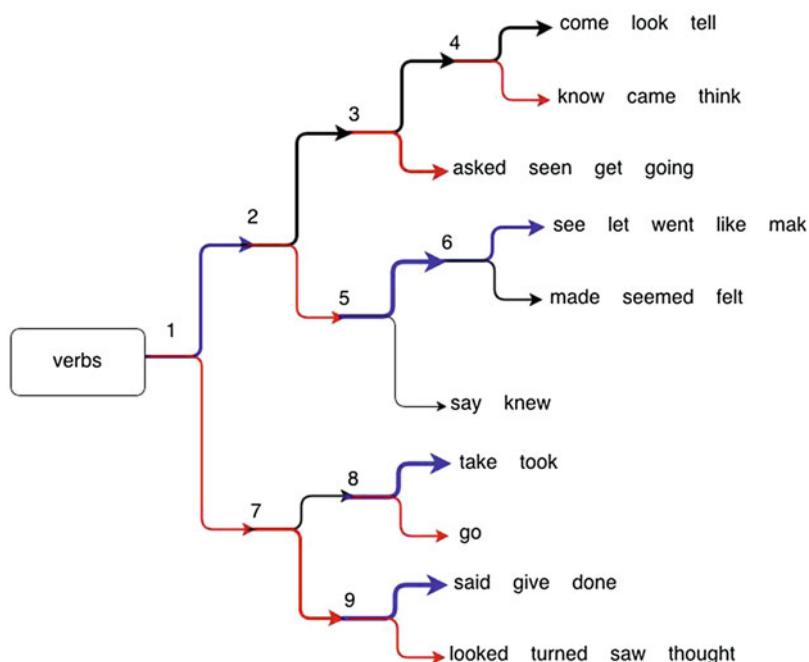 4
come look tell
know came think
3
asked seen get going
2
see let went like mak
6
5
made seemed felt
1
verbs
say knew
take took
8
7
go
said give done
9
looked turned saw thought